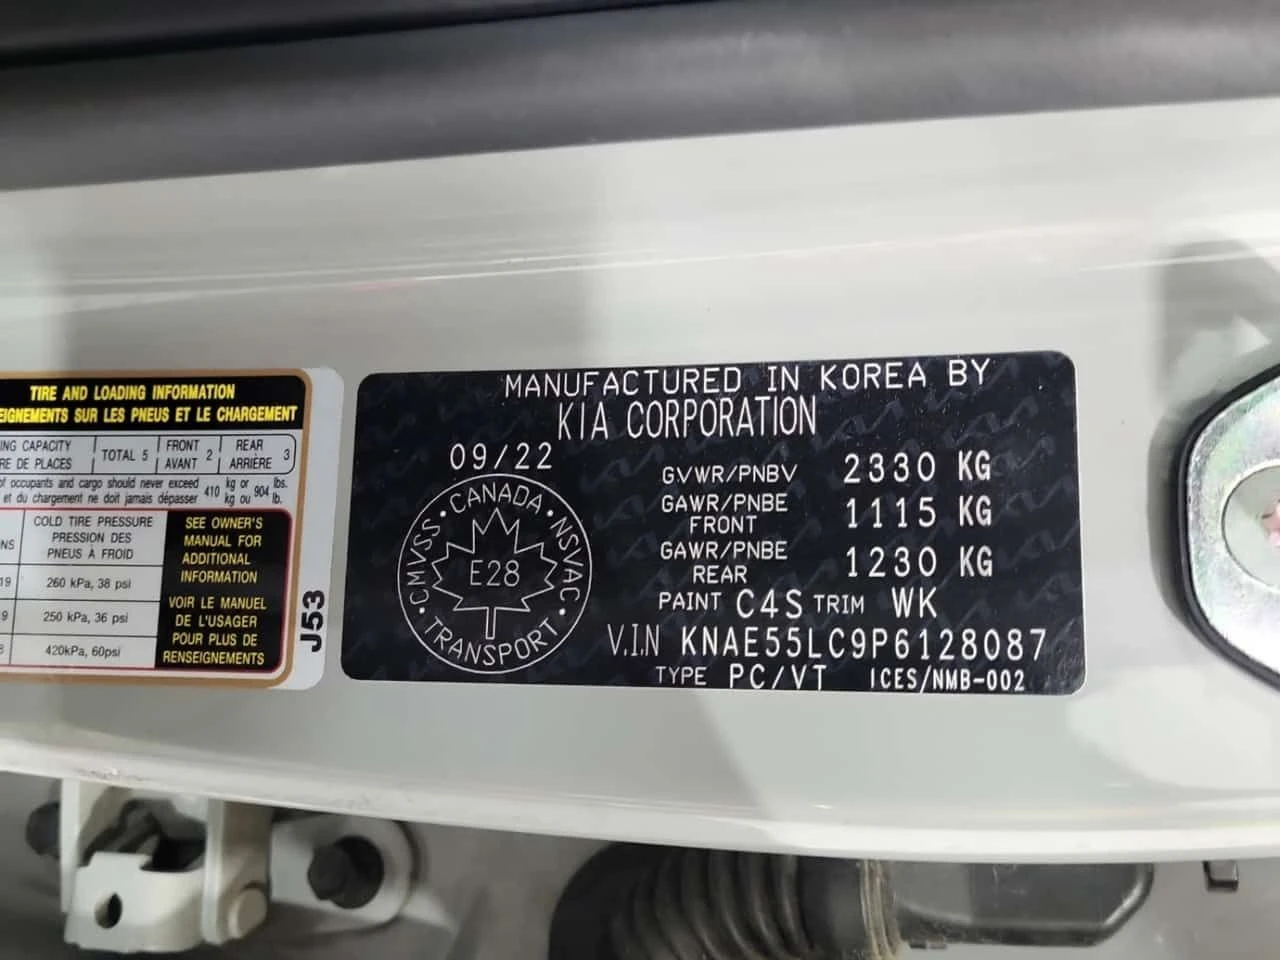 TIRE AND LOADING INFORMATION
EIGNEMENTS SUR LES PNEUS ET LE CHARGEMENT
ING CAPACITY
RE DE PLACES
TOTAL 5
FRONT
AVANT 2
REAR
ARRIÈRE 3
of occupants and cargo should never exceed
et du chargement ne doit jamais dépasser
410 kg or
kg ou 904 lbs.
lb.
NS
COLD TIRE PRESSURE
PRESSION DES
PNEUS À FROID
19
260 kPa, 38 psi
9
250 kPa, 36 psi
8
420kPa, 60psi
SEE OWNER'S
MANUAL FOR
ADDITIONAL
INFORMATION
VOIR LE MANUEL
DE L'USAGER
POUR PLUS DE
RENSEIGNEMENTS
J53
MANUFACTURED IN KOREA BY
KIA CORPORATION
09/22
CANADA · NSVAC · TRANSPORT · CMVSS ·
E28
GVWR/PNBV 2330 KG
GAWR/PNBE
FRONT 1115 KG
GAWR/PNBE
REAR 1230 KG
PAINT C4S TRIM WK
V.I.N KNAE55LC9P6128087
TYPE PC/VT ICES/NMB-002